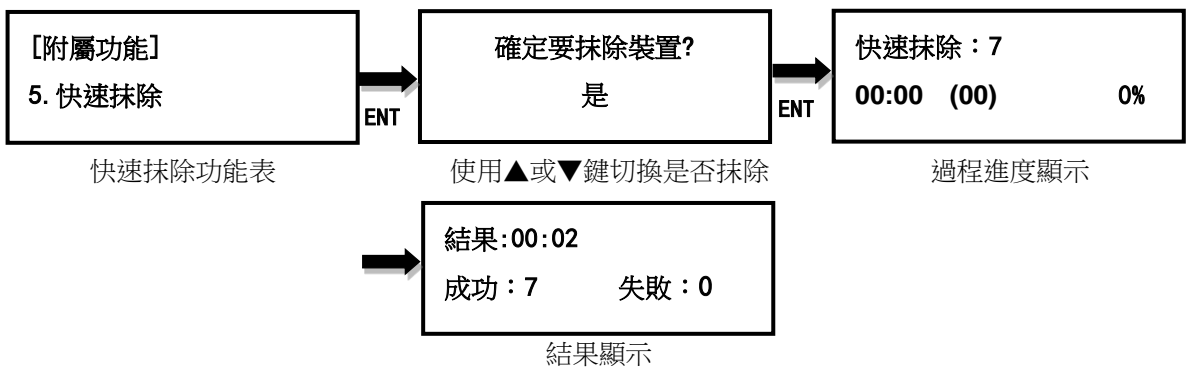 [附屬功能]
5.快速抹除
ENT
確定要抹除裝置?
是
ENT
快速抹除：7
00:00 (00) 0%
快速抹除功能表
使用▲或▼鍵切換是否抹除
過程進度顯示
結果:00:02
成功：7 失敗：0
結果顯示